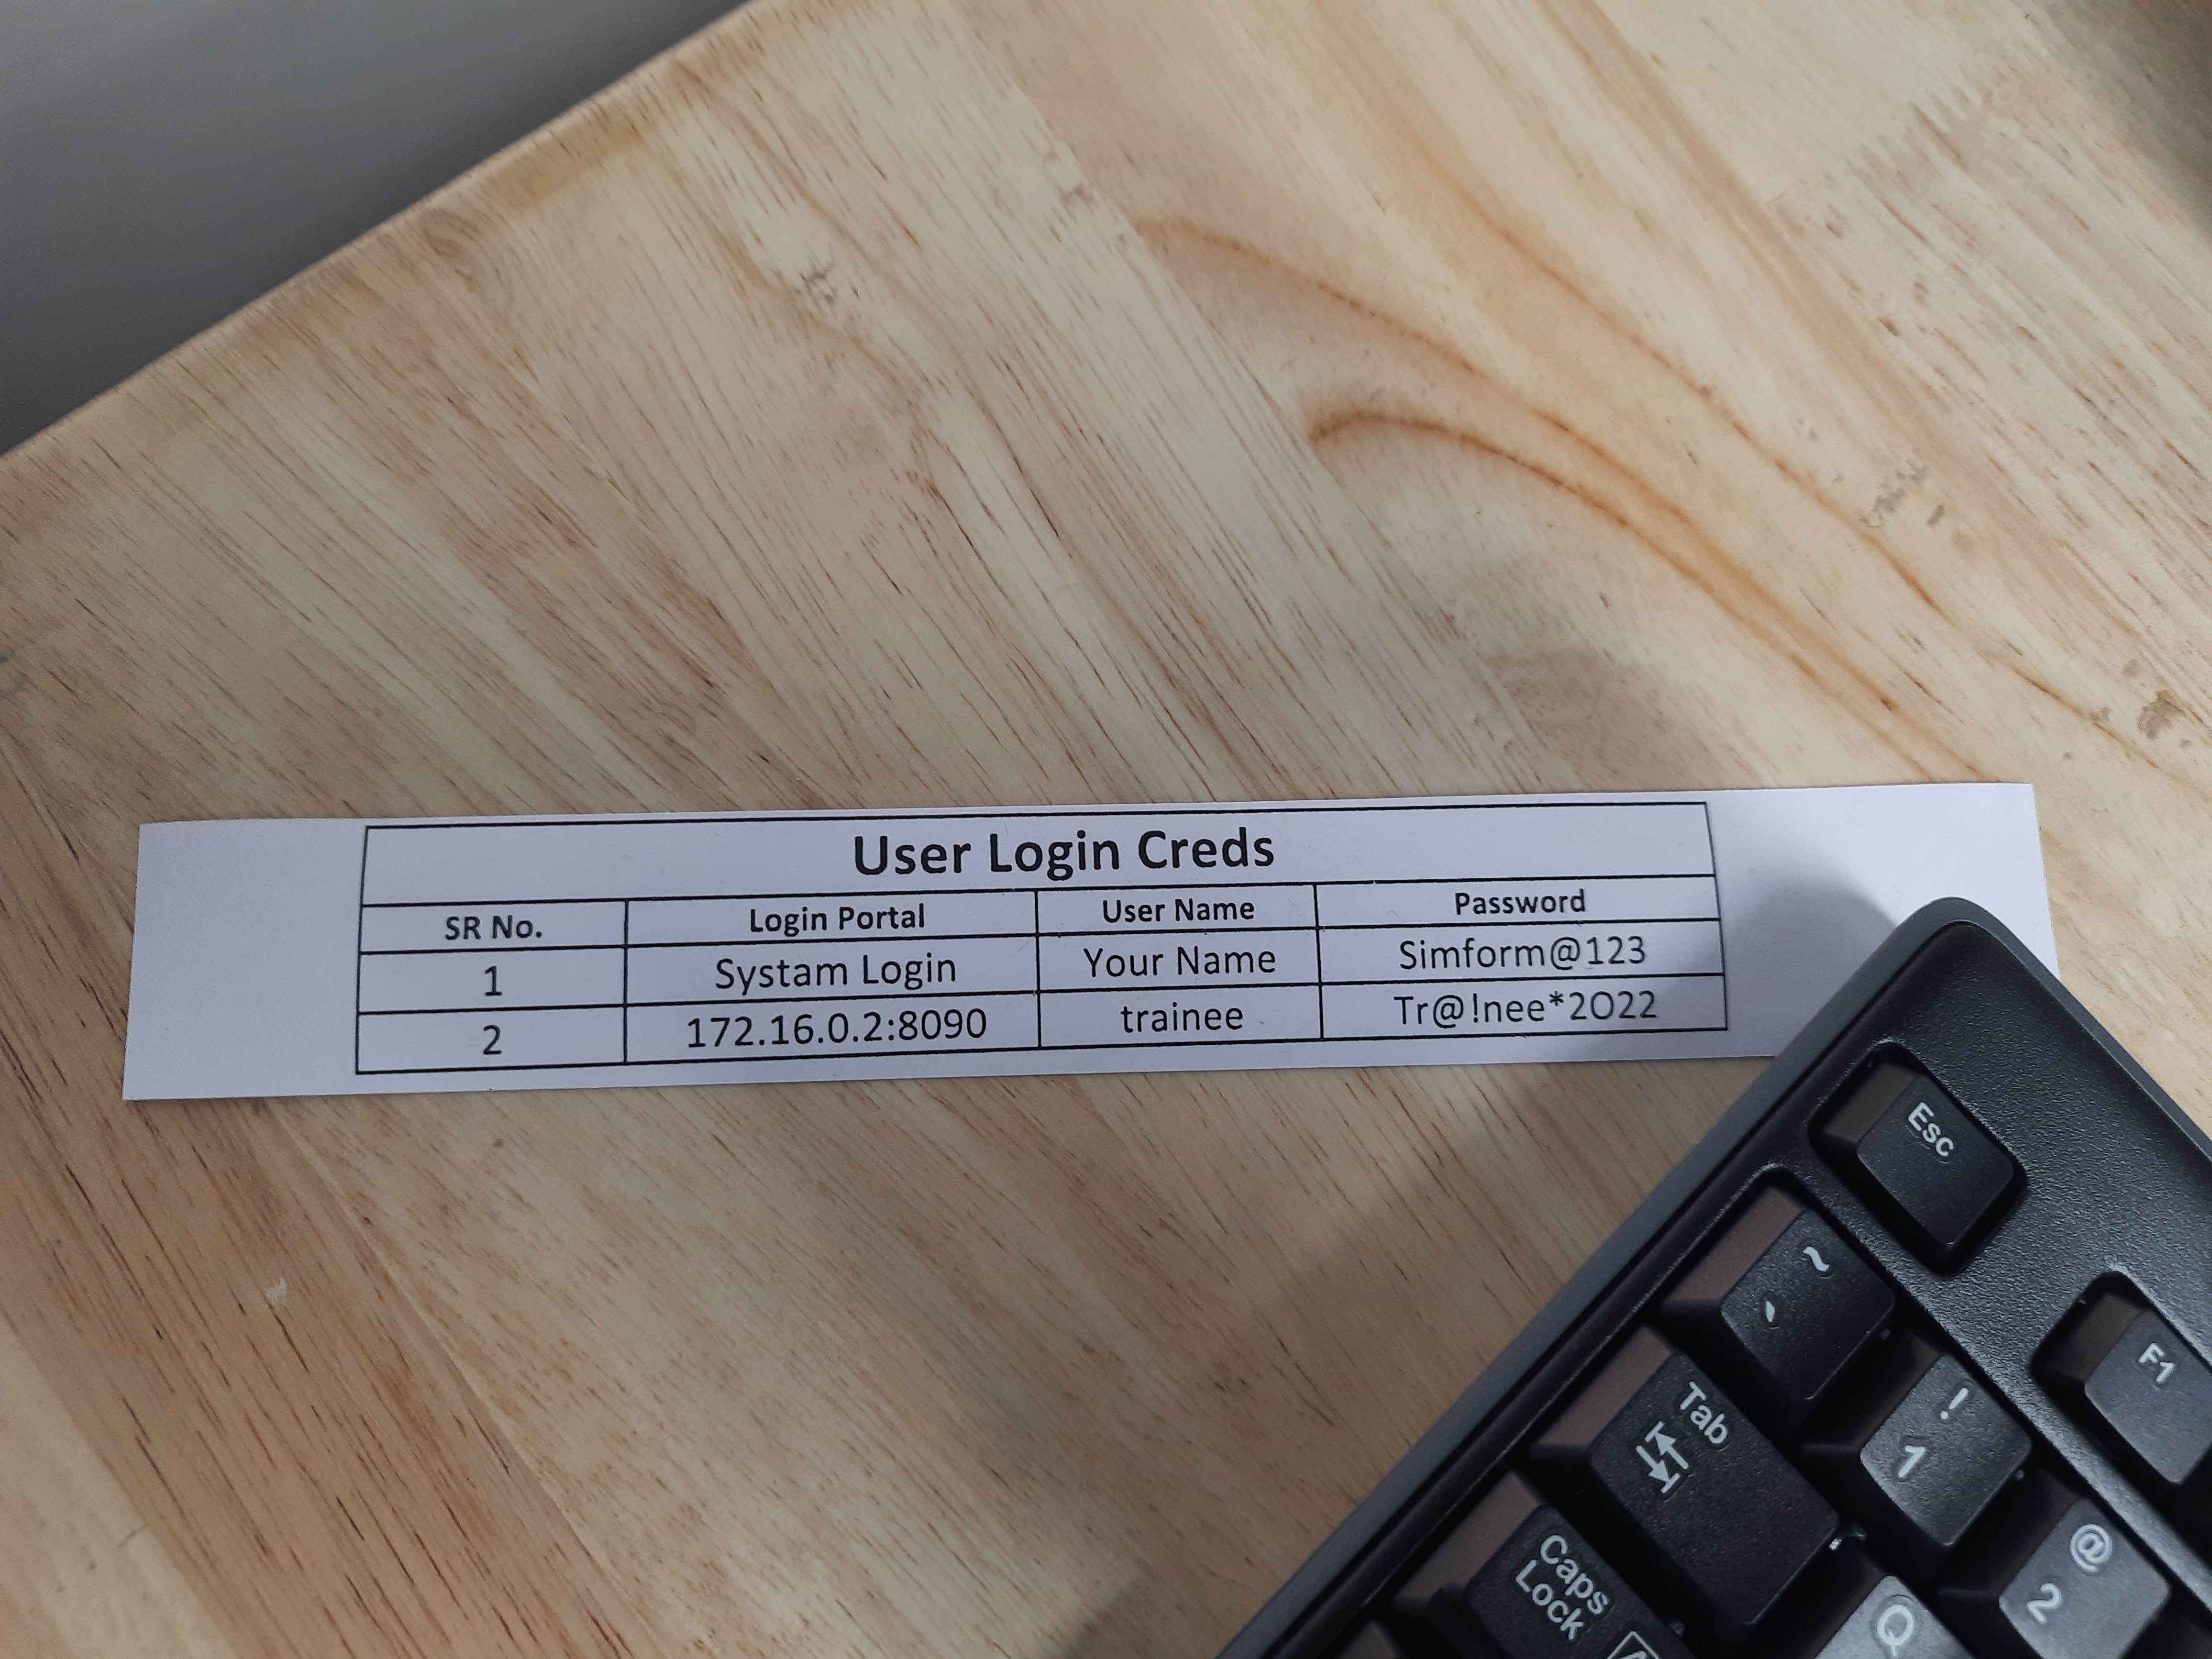 User Login Creds
SR No. Login Portal User Name Password
1 Systam Login Your Name Simform@123
2 172.16.0.2:8090 trainee Tr@!nee*2022
Caps Lock A
Tab
~ `
Esc
! 1
Q
@ 2
F1